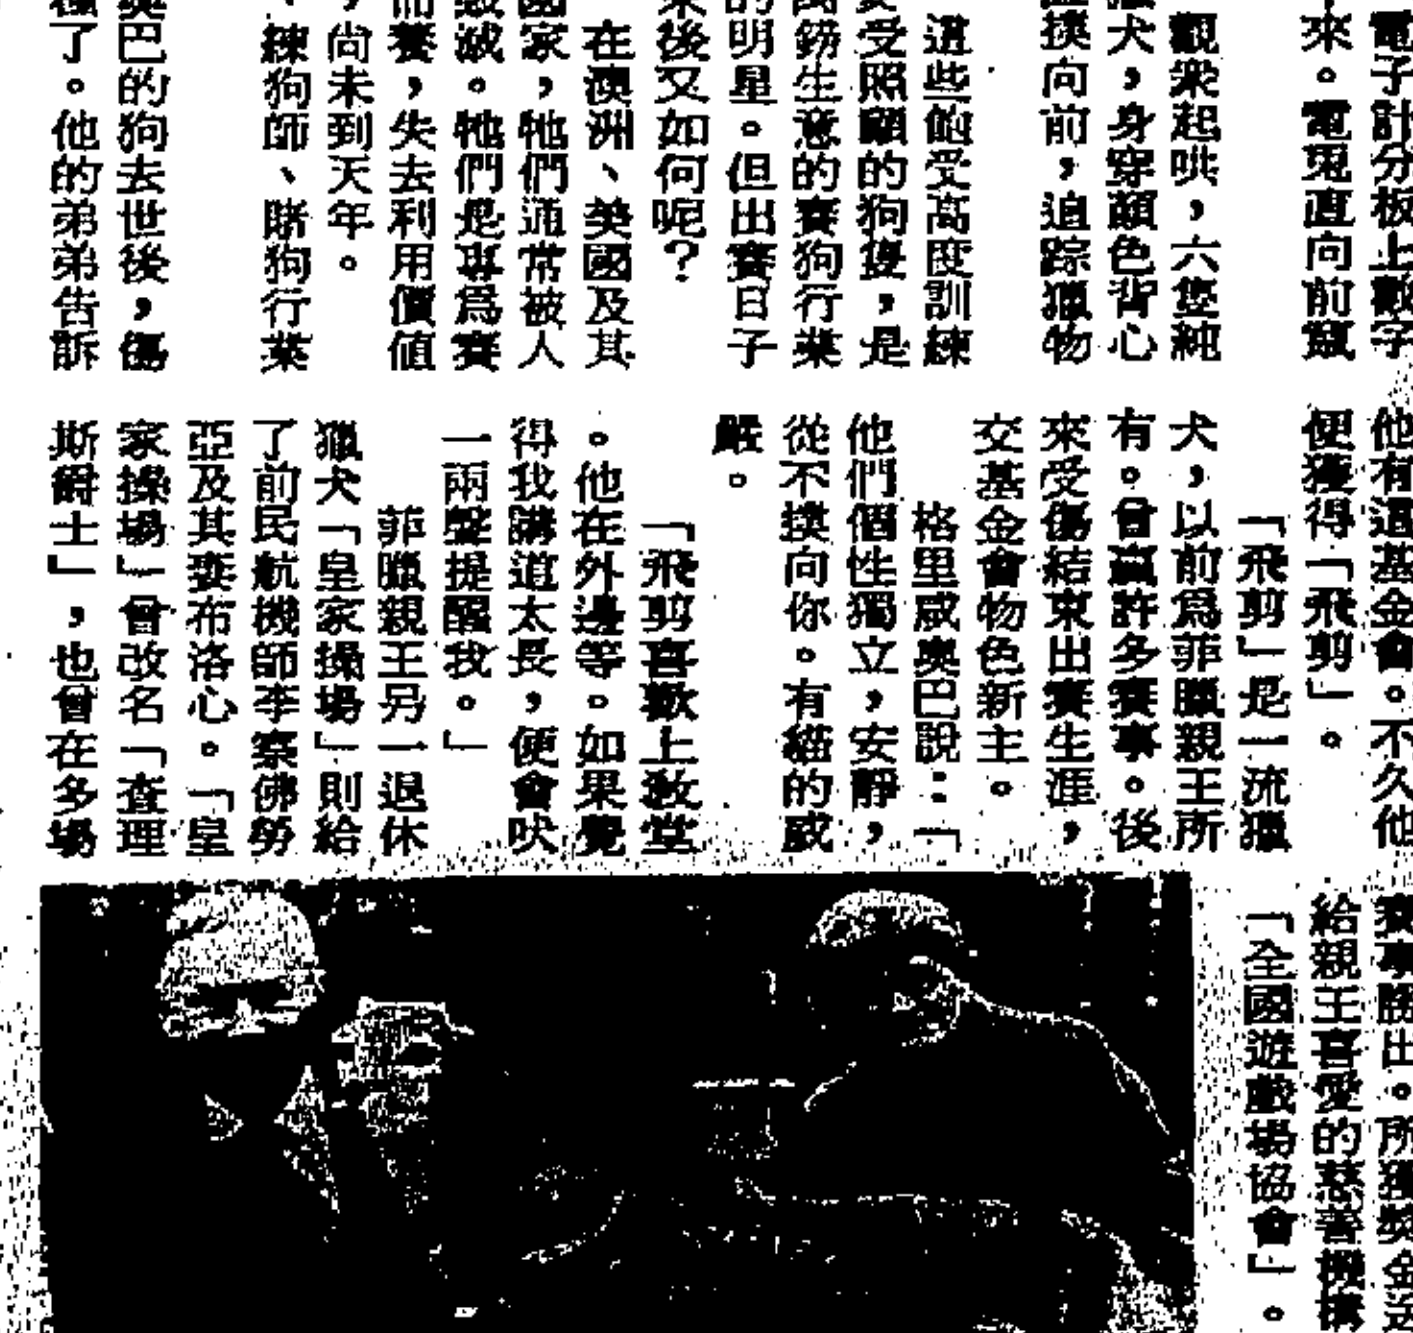 電子計分板上數字
來。電兎直向前竄
觀衆起哄，六隻純
犬，身穿顏色背心
撲向前，追踪獵物
這些飽受高度訓練
受照顧的狗隻，是
萬鎊生意的賽狗行業
的明星。但出賽日子
後又如何呢？
在澳洲、美國及其
國家，牠們通常被人
毀滅。牠們是專爲賽
而養，失去利用價値
，尚未到天年。
、練狗師、賭狗行業
奧巴的狗去世後，傷
了。他的弟弟告訴
他有這基金會。不久他
便獲得「飛剪」。
「飛剪」是一流獵
犬，以前爲菲臘親王所
有。曾贏許多賽事。後
來受傷結束出賽生涯，
交基金會物色新主。
格里威奧巴說：「
他們個性獨立，安靜，
從不撲向你。有貓的威
嚴。
「飛剪喜歡上敎堂
。他在外邊等。如果覺
得我講道太長，便會吠
一兩聲提醒我。」
菲臘親王另一退休
獵犬「皇家操場」則給
了前民航機師李察佛勞
亞及其妻布洛心。「皇
家操場」曾改名「查理
斯爵士」，也曾在多場
賽事勝出。所獲獎金送
給親王喜愛的慈善機構
「全國遊戲場協會」。